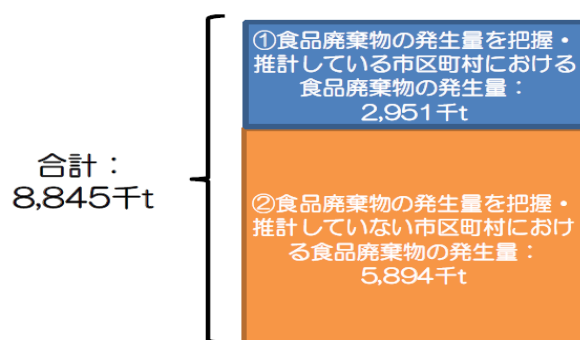 合計：
8,845千t
①食品廃棄物の発生量を把握・
推計している市区町村における
食品廃棄物の発生量：
2,951千t
②食品廃棄物の発生量を把握・
推計していない市区町村におけ
る食品廃棄物の発生量：
5,894千t